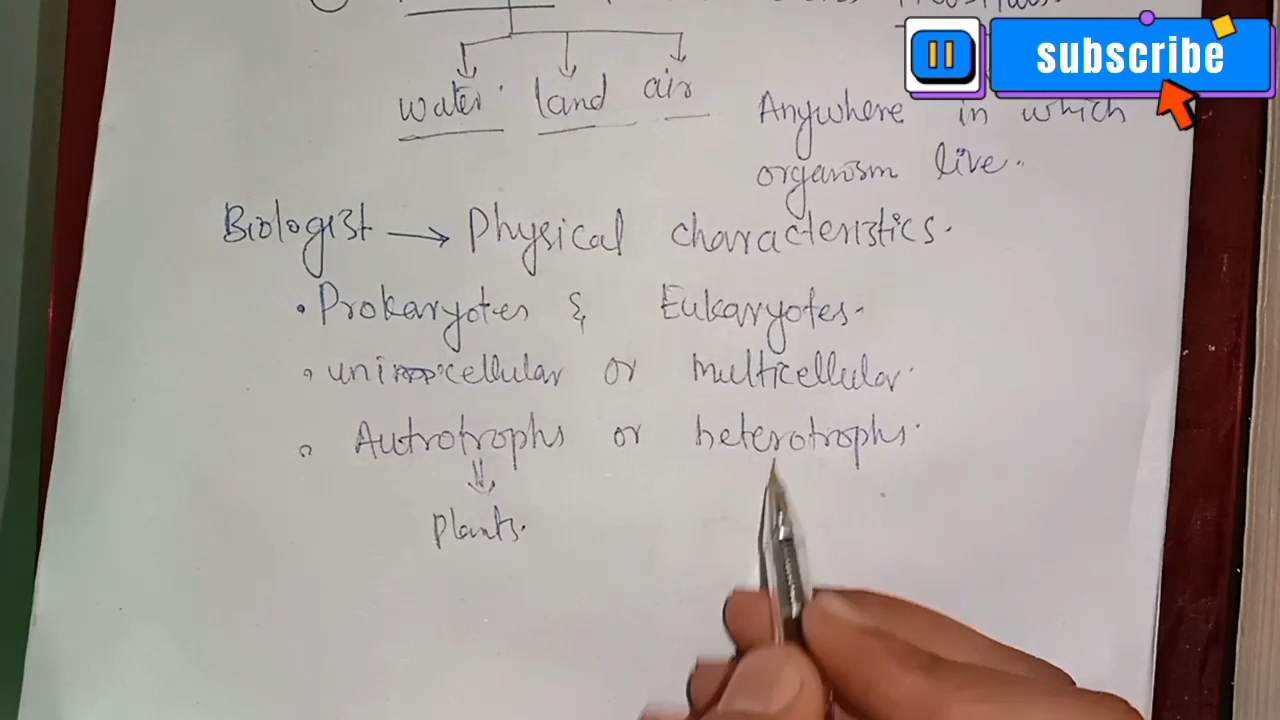 subscribe
water land air
Anywhere in which
organism live.
Biologist → Physical characteristics.
• Prokaryotes & Eukaryotes.
• unicellular or multicellular.
• Autrotrophs or heterotrophs.
Plants.